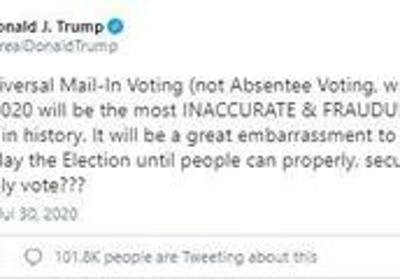 onald J. Trump
realDonaldTrump
iversal Mail-In Voting (not Absentee Voting, w
2020 will be the most INACCURATE & FRAUDU
in history. It will be a great embarrassment to
lay the Election until people can properly, secu
ly vote???
Jul 30, 2020
101.8K people are Tweeting about this